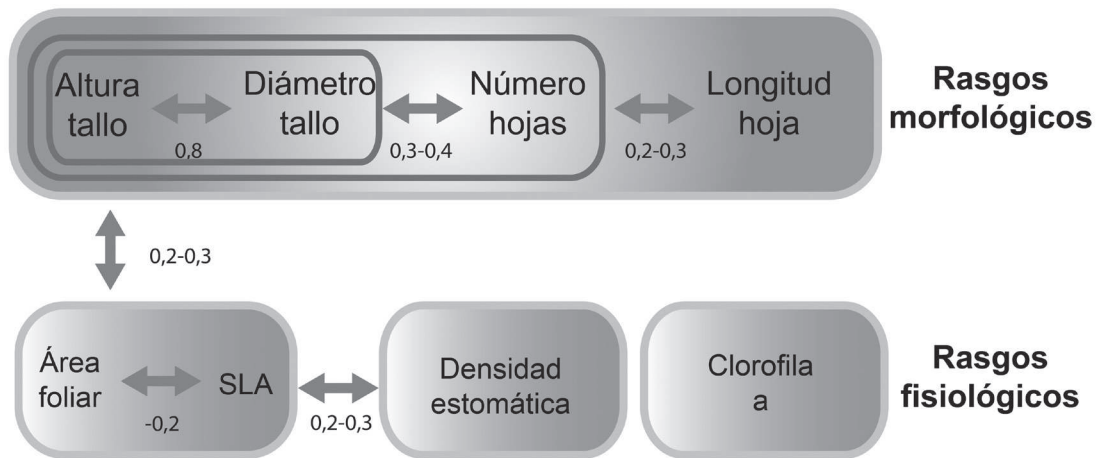 Altura
tallo
0,8
Diámetro
tallo
0,3-0,4
Número
hojas
0,2-0,3
Longitud
hoja
Rasgos
morfológicos
0,2-0,3
Área
foliar
-0,2
SLA
0,2-0,3
Densidad
estomática
Clorofila
a
Rasgos
fisiológicos